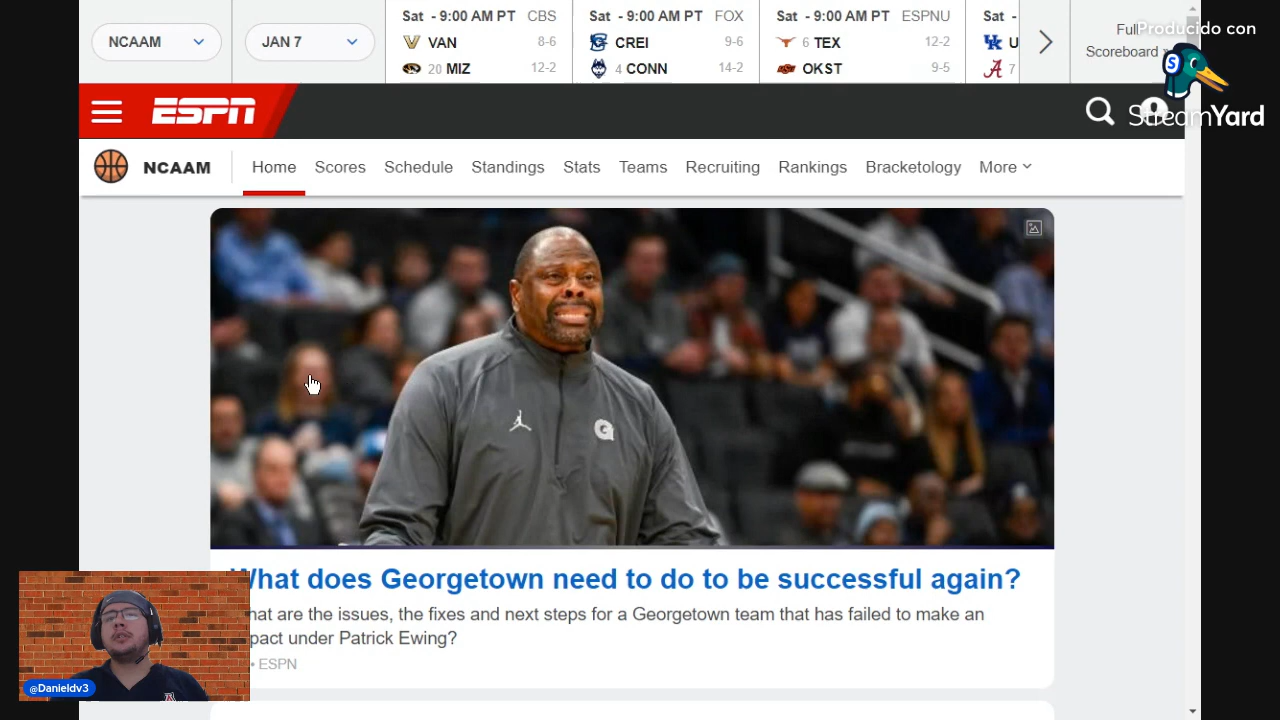 NCAAM
JAN 7
Sat - 9:00 AM PT CBS
VAN 8-6
20 MIZ 12-2
Sat - 9:00 AM PT FOX
CREI 9-6
4 CONN 14-2
Sat - 9:00 AM PT ESPNU
6 TEX 12-2
OKST 9-5
Sat -
U
7
Full
Scoreboard »
Producido con
StreamYard
ESPN
NCAAM
Home Scores Schedule Standings Stats Teams Recruiting Rankings Bracketology More
G
What does Georgetown need to do to be successful again?
hat are the issues, the fixes and next steps for a Georgetown team that has failed to make an
pact under Patrick Ewing?
• ESPN
@Danieldv3